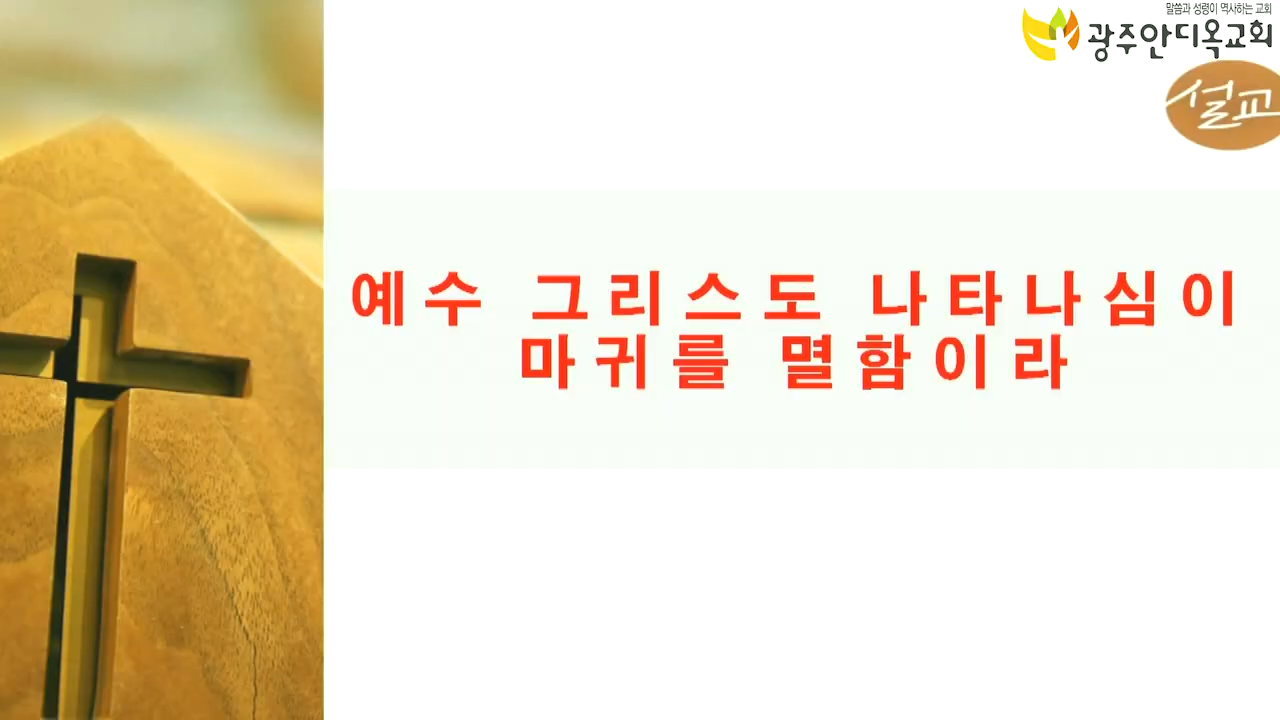 말씀과 성령이 역사하는 교회
광주안디옥교회
설교
예수 그리스도 나타나심이
마귀를 멸함이라